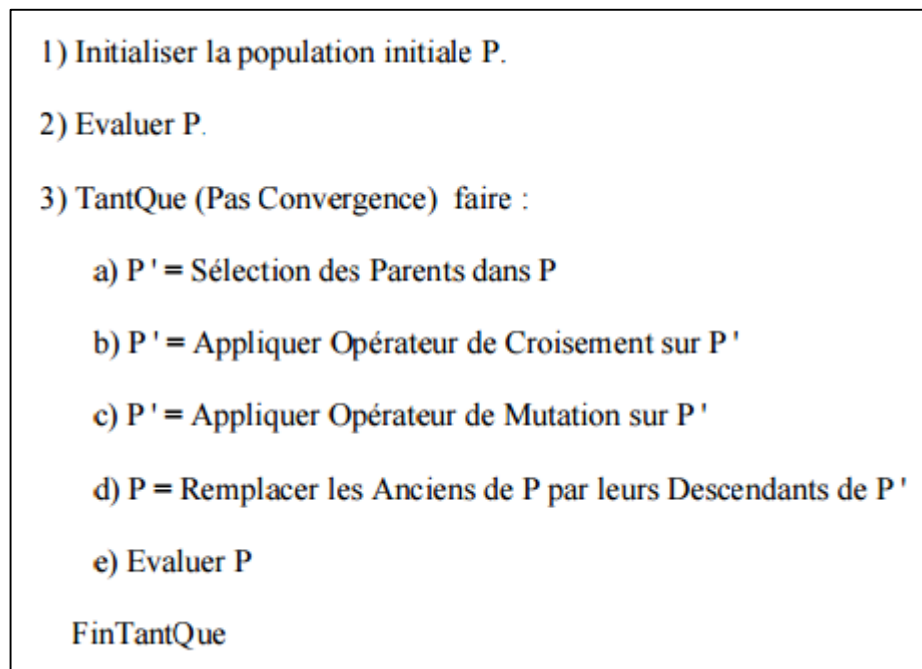 1) Initialiser la population initiale P.
2) Evaluer P.
3) TantQue (Pas Convergence) faire :
a) P ' = Sélection des Parents dans P
b) P ' = Appliquer Opérateur de Croisement sur P '
c) P ' = Appliquer Opérateur de Mutation sur P '
d) P = Remplacer les Anciens de P par leurs Descendants de P '
e) Evaluer P
FinTantQue